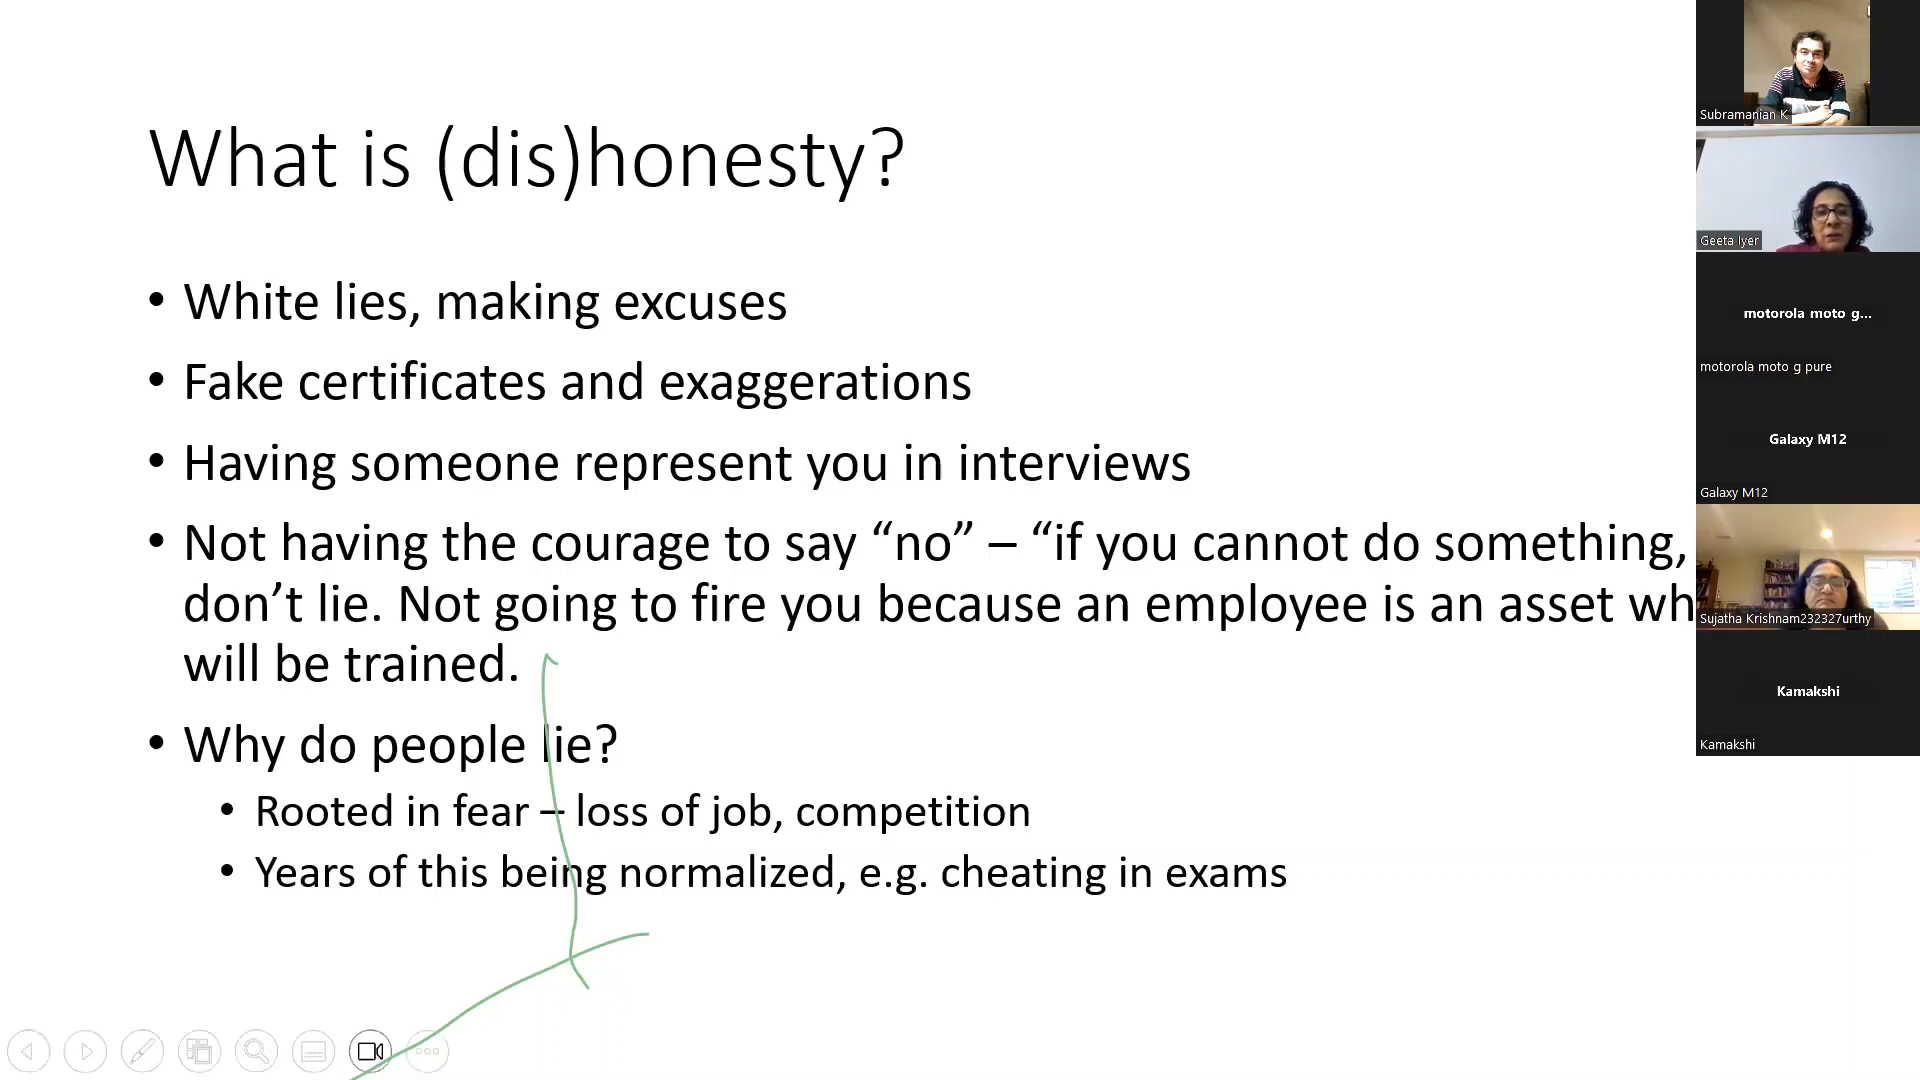 What is (dis)honesty?
• White lies, making excuses
• Fake certificates and exaggerations
• Having someone represent you in interviews
• Not having the courage to say “no” – “if you cannot do something,
don’t lie. Not going to fire you because an employee is an asset wh
will be trained.
• Why do people lie?
• Rooted in fear – loss of job, competition
• Years of this being normalized, e.g. cheating in exams
Subramanian K
Geeta Iyer
motorola moto g...
motorola moto g pure
Galaxy M12
Galaxy M12
Sujatha Krishnam232327urthy
Kamakshi
Kamakshi